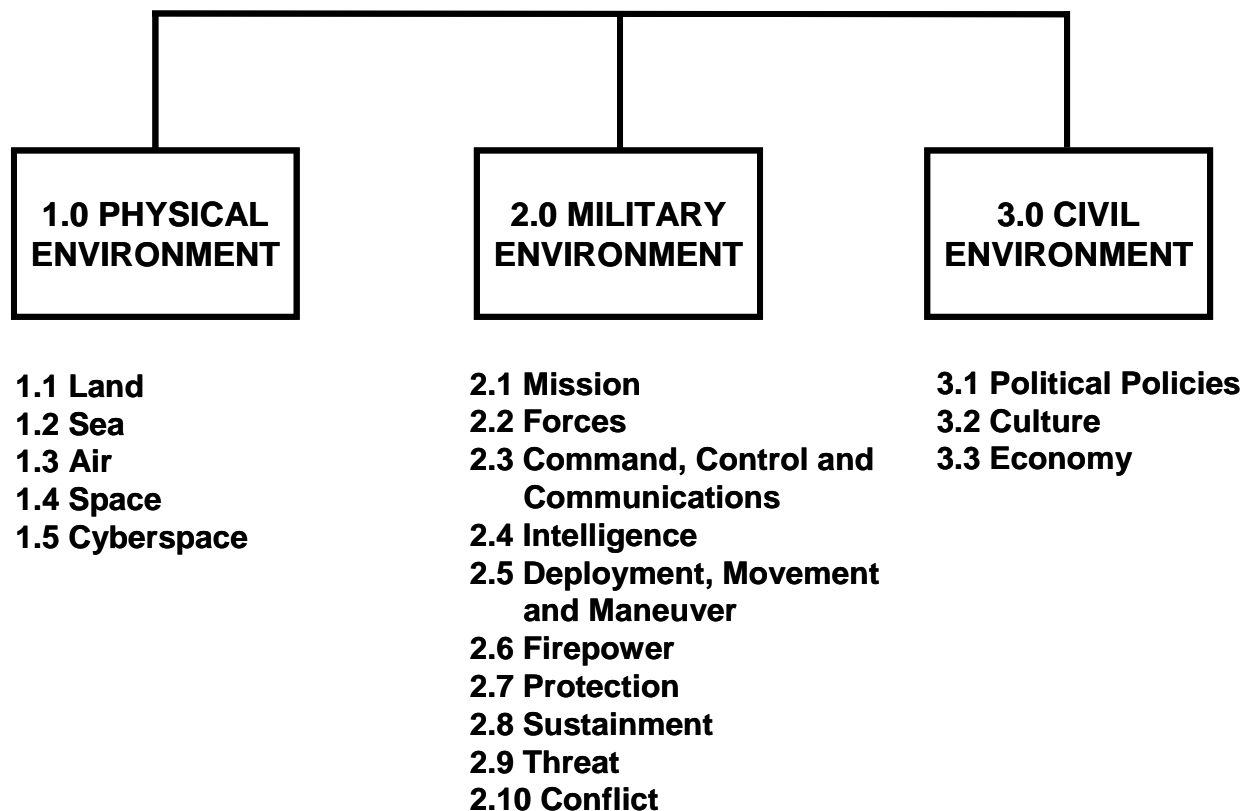 1.0 PHYSICAL
ENVIRONMENT
1.1 Land
1.2 Sea
1.3 Air
1.4 Space
1.5 Cyberspace
2.0 MILITARY
ENVIRONMENT
2.1 Mission
2.2 Forces
2.3 Command, Control and
Communications
2.4 Intelligence
2.5 Deployment, Movement
and Maneuver
2.6 Firepower
2.7 Protection
2.8 Sustainment
2.9 Threat
2.10 Conflict
3.0 CIVIL
ENVIRONMENT
3.1 Political Policies
3.2 Culture
3.3 Economy